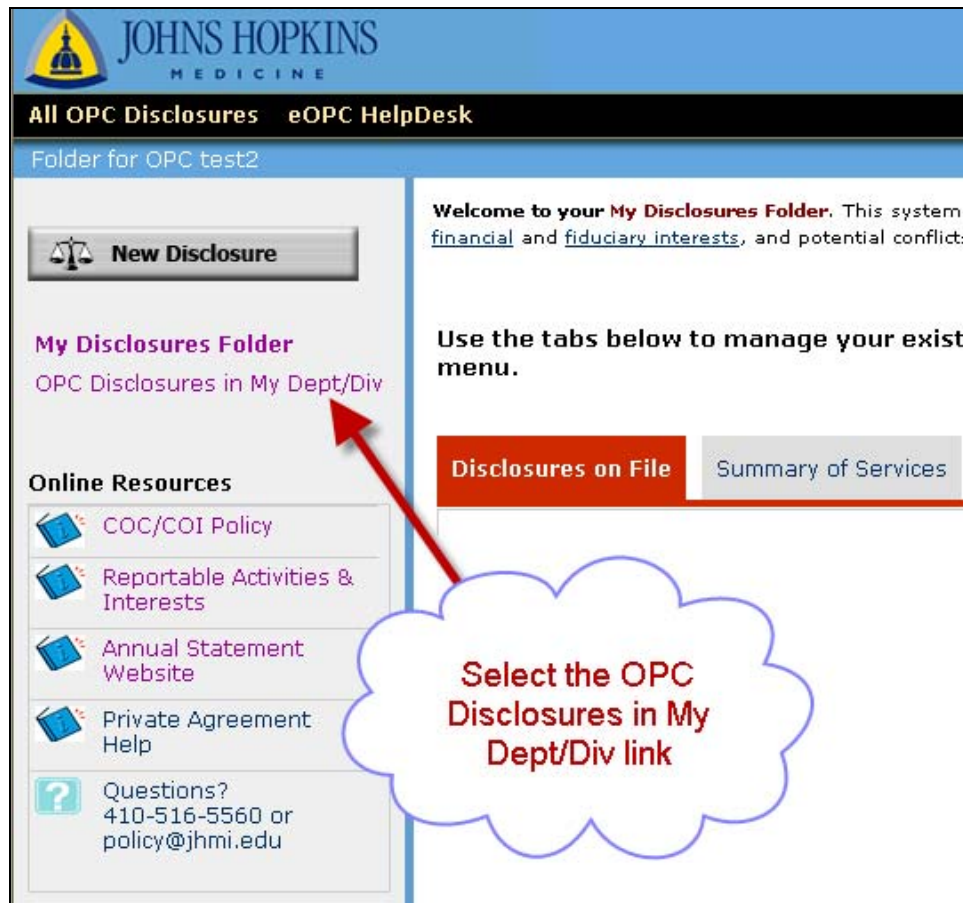 JOHNS HOPKINS
MEDICINE
All OPC Disclosures eOPC HelpDesk
Folder for OPC test2
New Disclosure
My Disclosures Folder
OPC Disclosures in My Dept/Div
Online Resources
COC/COI Policy
Reportable Activities &
Interests
Annual Statement
Website
Private Agreement
Help
Questions?
410-516-5560 or
policy@jhmi.edu
Welcome to your My Disclosures Folder. This system
financial and fiduciary interests, and potential conflicts
Use the tabs below to manage your exist
menu.
Disclosures on File Summary of Services
Select the OPC
Disclosures in My
Dept/Div link